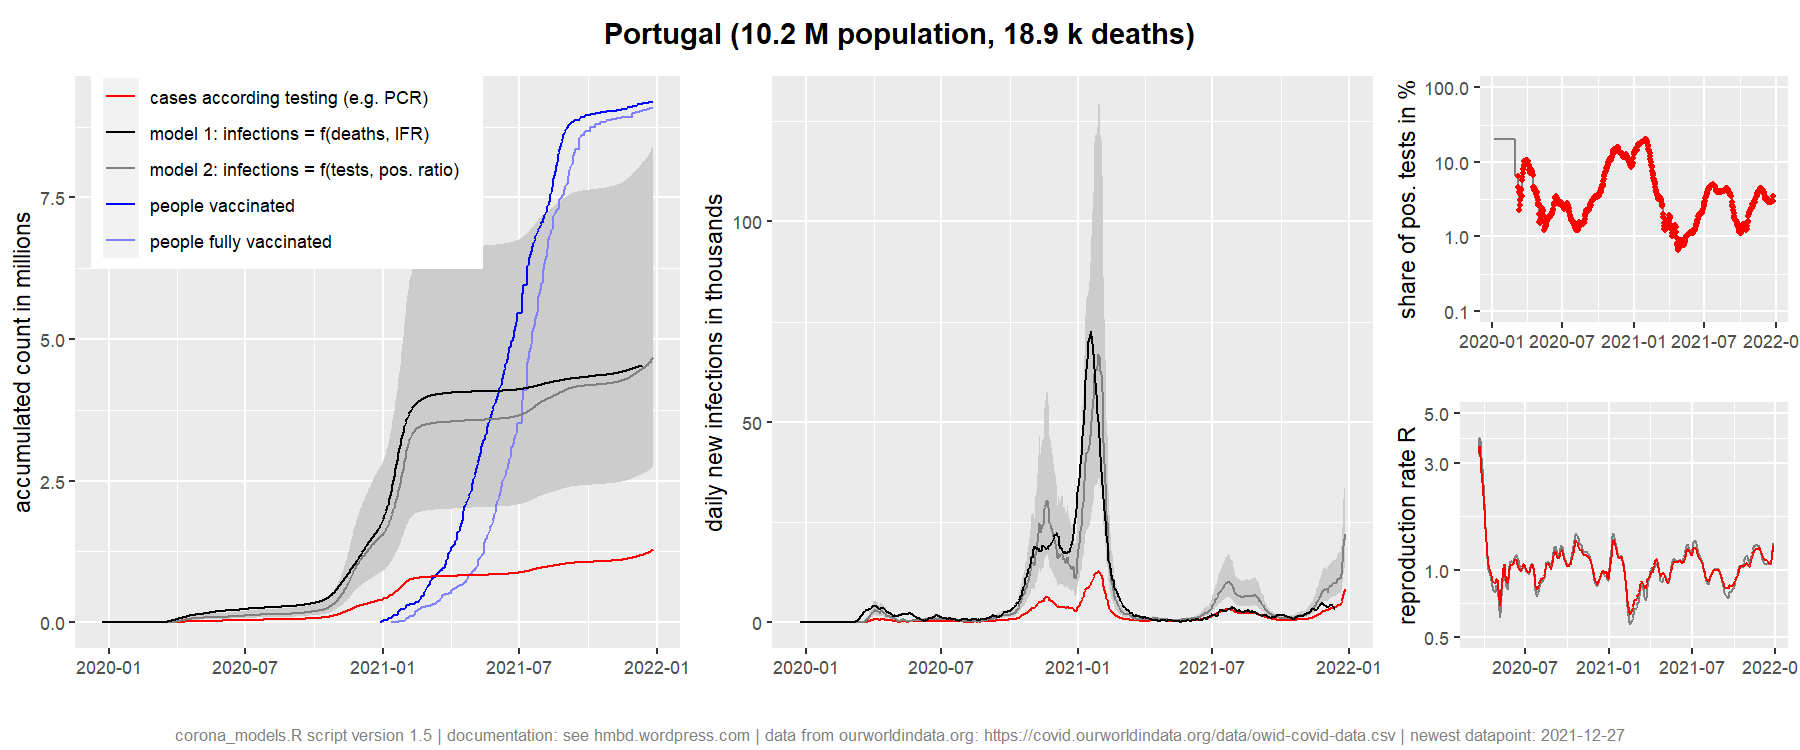 Portugal (10.2 M population, 18.9 k deaths)
cases according testing (e.g. PCR)
model 1: infections = f(deaths, IFR)
model 2: infections = f(tests, pos. ratio)
people vaccinated
people fully vaccinated
accumulated count in millions
7.5
5.0
2.5
0.0
2020-01 2020-07 2021-01 2021-07 2022-01
daily new infections in thousands
100
50
0
2020-01 2020-07 2021-01 2021-07 2022-01
share of pos. tests in %
100.0
10.0
1.0
0.1
2020-01 2020-07 2021-01 2021-07 2022-0
reproduction rate R
5.0
3.0
1.0
0.5
2020-07 2021-01 2021-07 2022-0
corona_models.R script version 1.5 | documentation: see hmbd.wordpress.com | data from ourworldindata.org: https://covid.ourworldindata.org/data/owid-covid-data.csv | newest datapoint: 2021-12-27